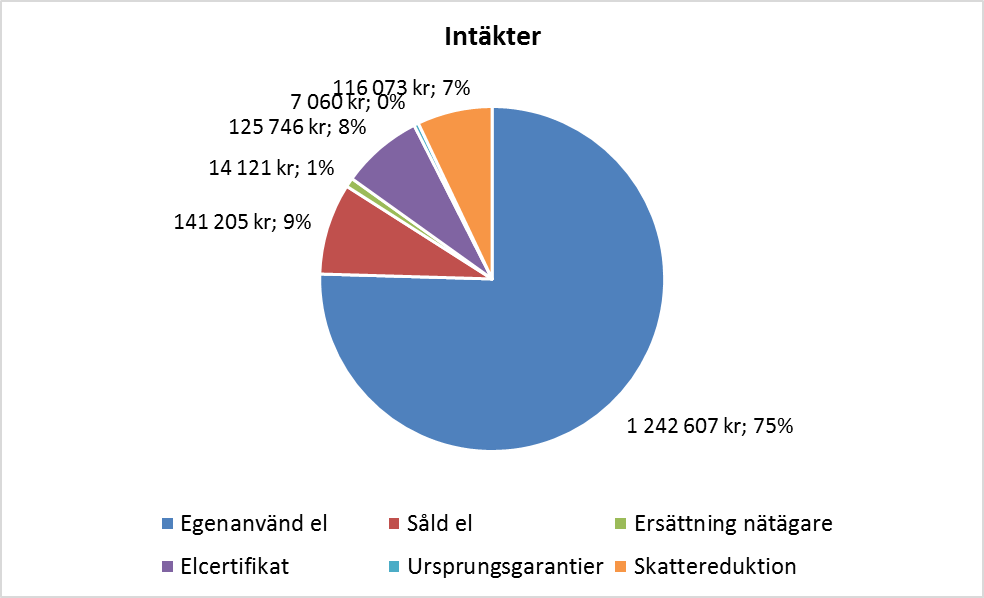 Intäkter
116 073 kr; 7%
7 060 kr; 0%
125 746 kr; 8%
14 121 kr; 1%
141 205 kr; 9%
1 242 607 kr; 75%
Egenanvänd el Såld el Ersättning nätägare
Elcertifikat Ursprungsgarantier Skattereduktion